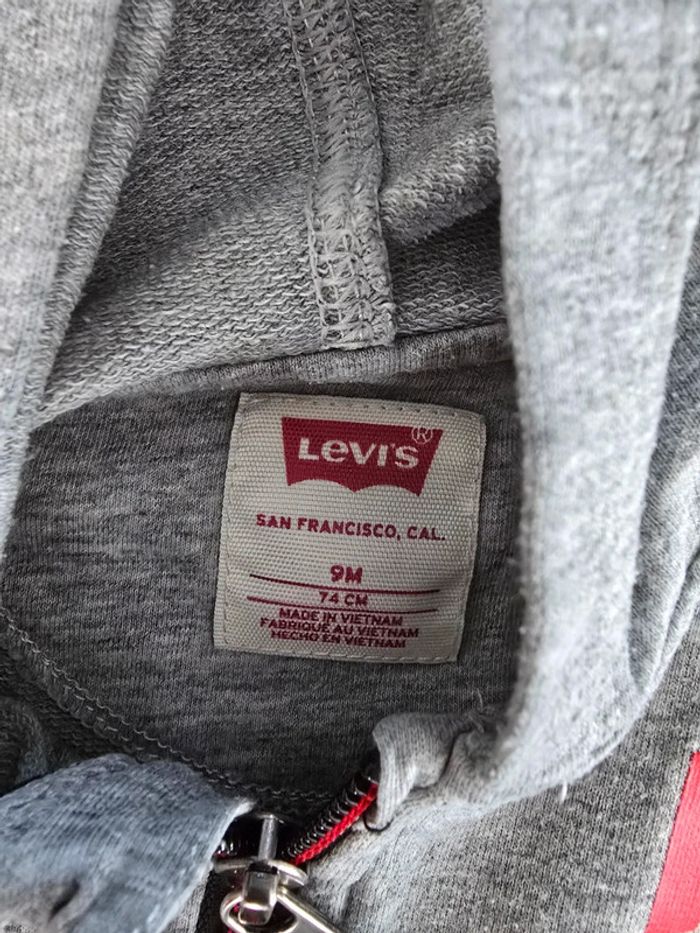 Levi's®
SAN FRANCISCO, CAL.
9M
74 CM
MADE IN VIETNAM
FABRIQUÉ AU VIETNAM
HECHO EN VIETNAM